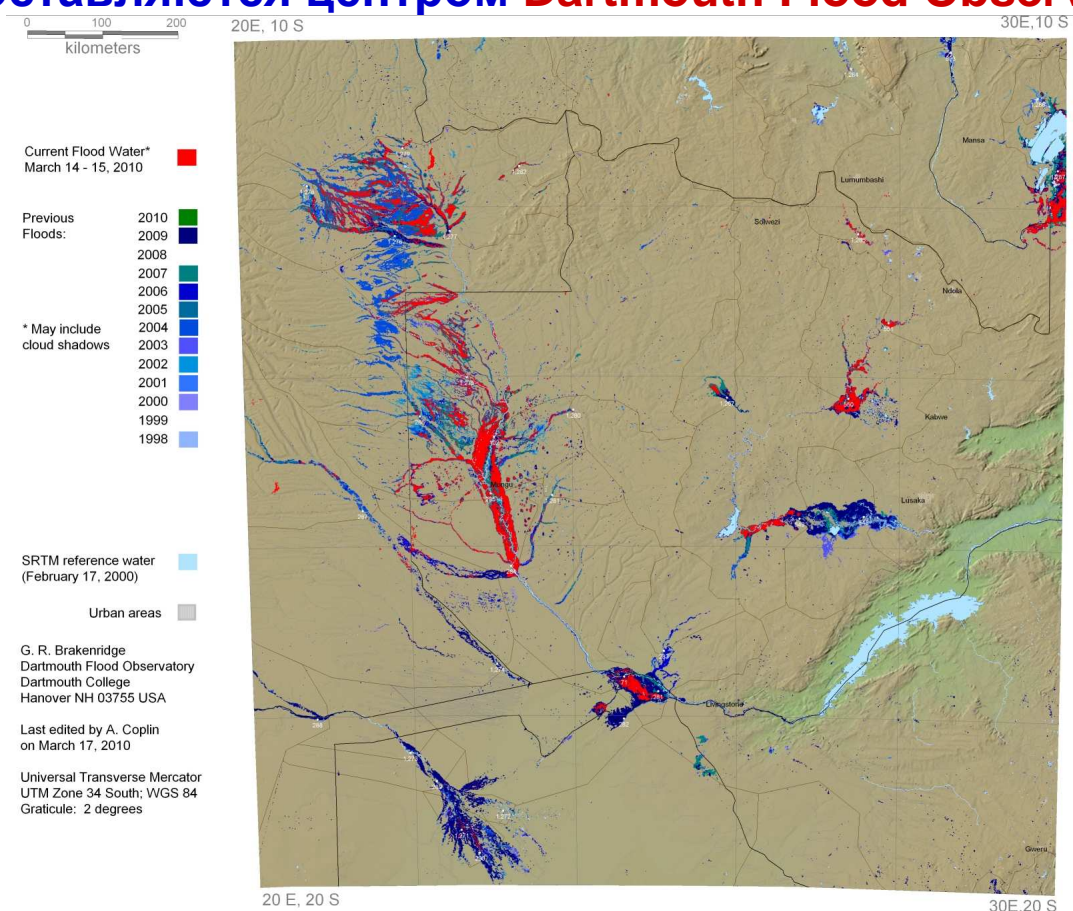 оставляются центром Dartmouth Flood Observa
0 100 200
kilometers
20E, 10 S
30E,10 S
Current Flood Water*
March 14 - 15, 2010
Previous
Floods:
2010
2009
2008
2007
2006
2005
2004
2003
2002
2001
2000
1999
1998
* May include
cloud shadows
SRTM reference water
(February 17, 2000)
Urban areas
G. R. Brakenridge
Dartmouth Flood Observatory
Dartmouth College
Hanover NH 03755 USA
Last edited by A. Coplin
on March 17, 2010
Universal Transverse Mercator
UTM Zone 34 South; WGS 84
Graticule: 2 degrees
Mansa
Lumumbashi
Solwezi
Ndola
Kabwe
Mongu
Lusaka
Livingstone
Gweru
20 E, 20 S
30E,20 S